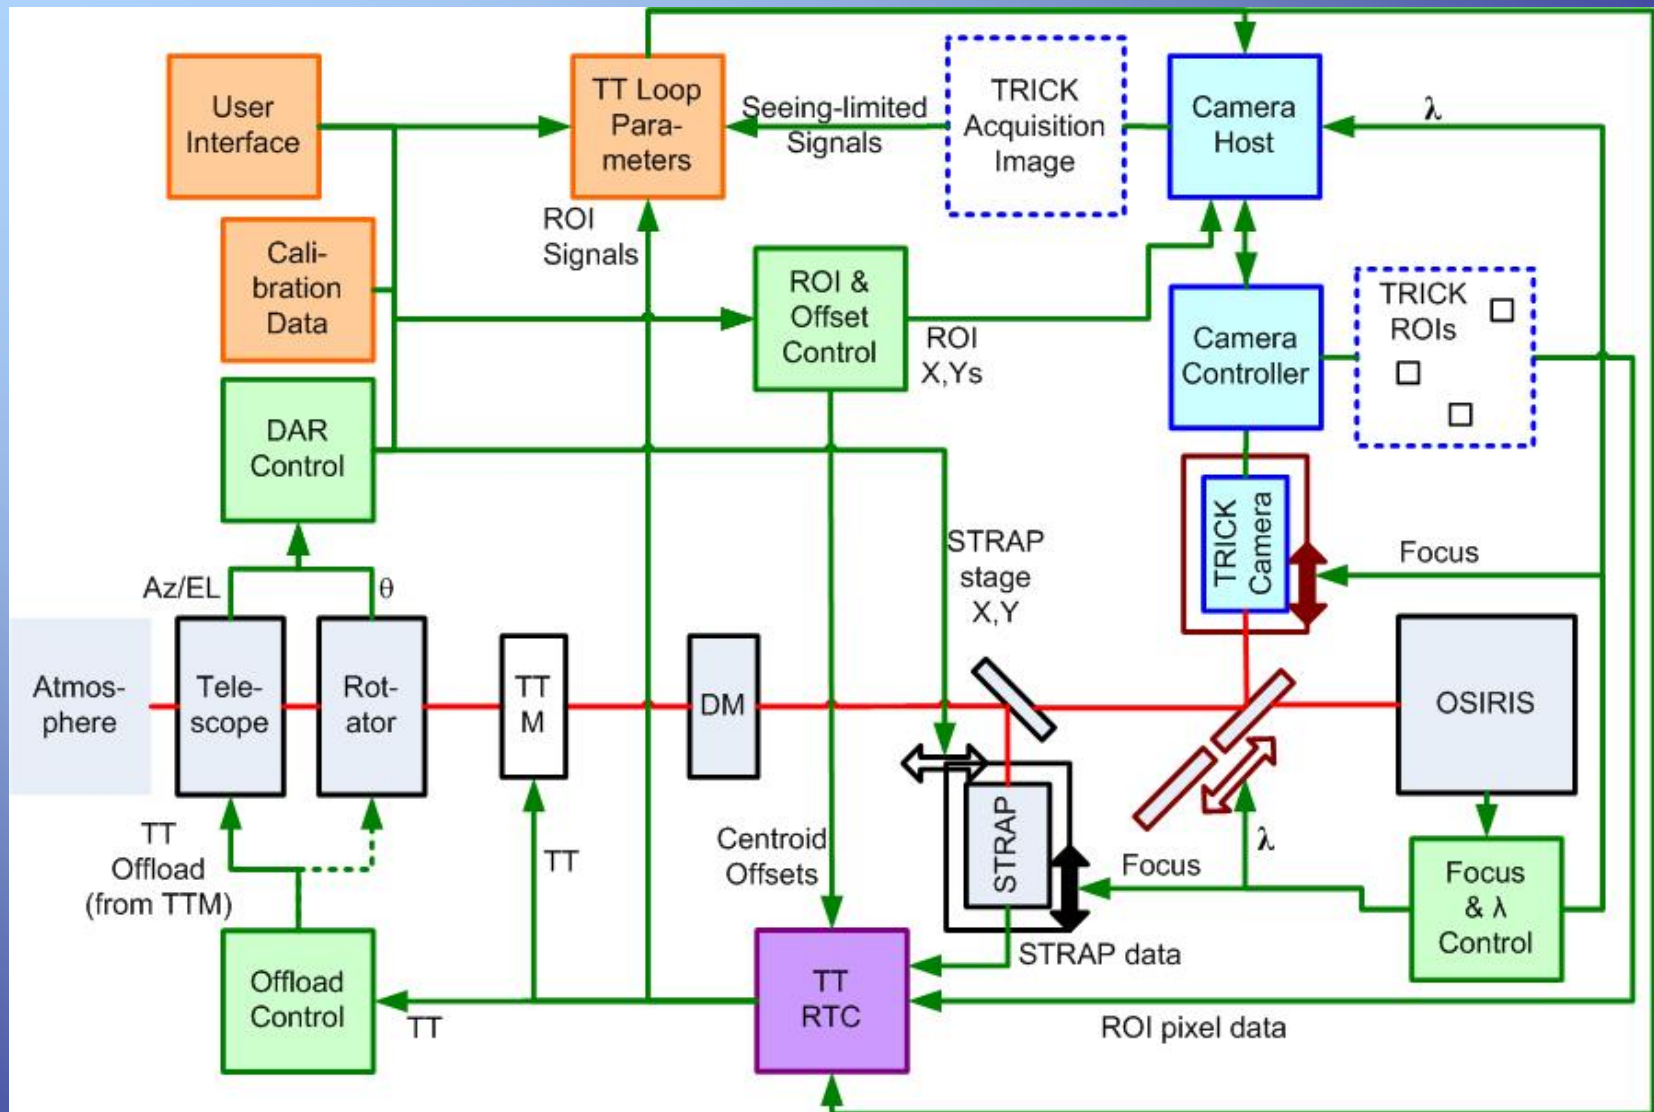 User
Interface
TT Loop
Para-
meters
Seeing-limited
Signals
TRICK
Acquisition
Image
Camera
Host
λ
Cali-
bration
Data
ROI
Signals
ROI &
Offset
Control
ROI
X,Ys
Camera
Controller
TRICK
ROIs
DAR
Control
TRICK
Camera
Focus
STRAP
stage
X,Y
Az/EL
θ
Atmos-
phere
Tele-
scope
Rot-
ator
TT
M
DM
OSIRIS
STRAP
TT
Offload
(from TTM)
TT
Centroid
Offsets
Focus
λ
Focus
& λ
Control
STRAP data
Offload
Control
TT
TT
RTC
ROI pixel data